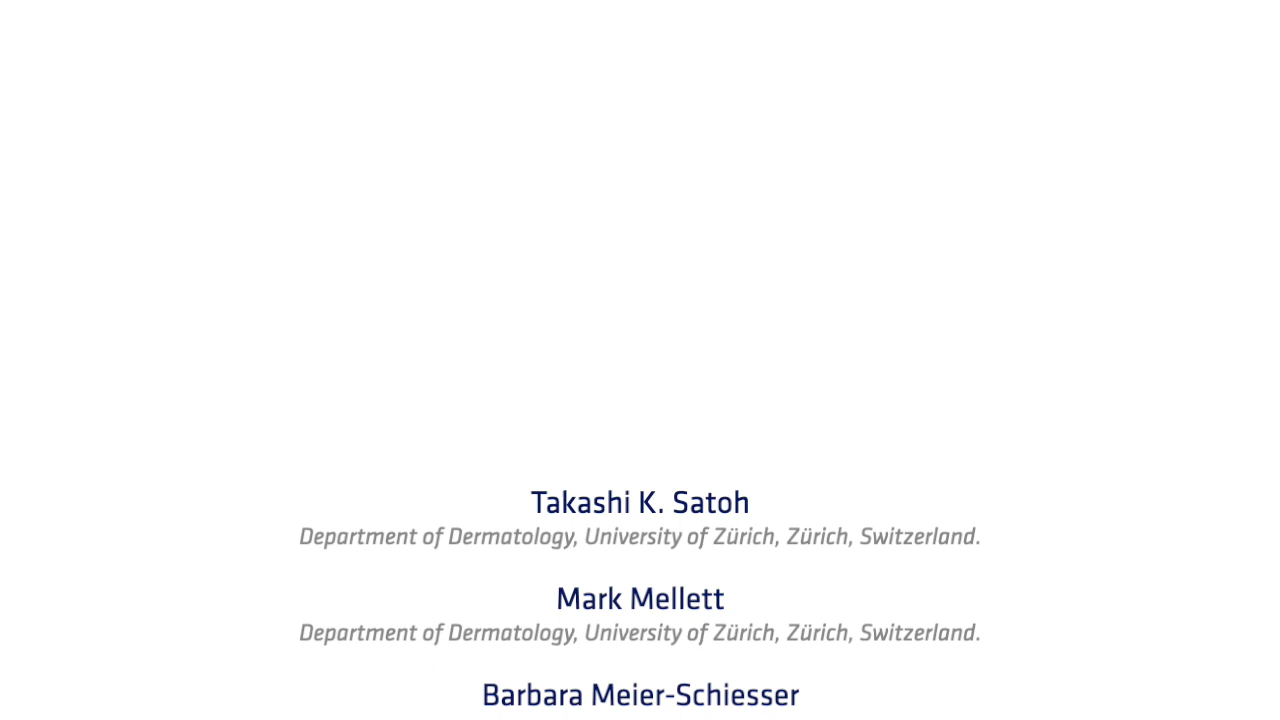 Takashi K. Satoh
Department of Dermatology, University of Zürich, Zürich, Switzerland.
Mark Mellett
Department of Dermatology, University of Zürich, Zürich, Switzerland.
Barbara Meier-Schiesser